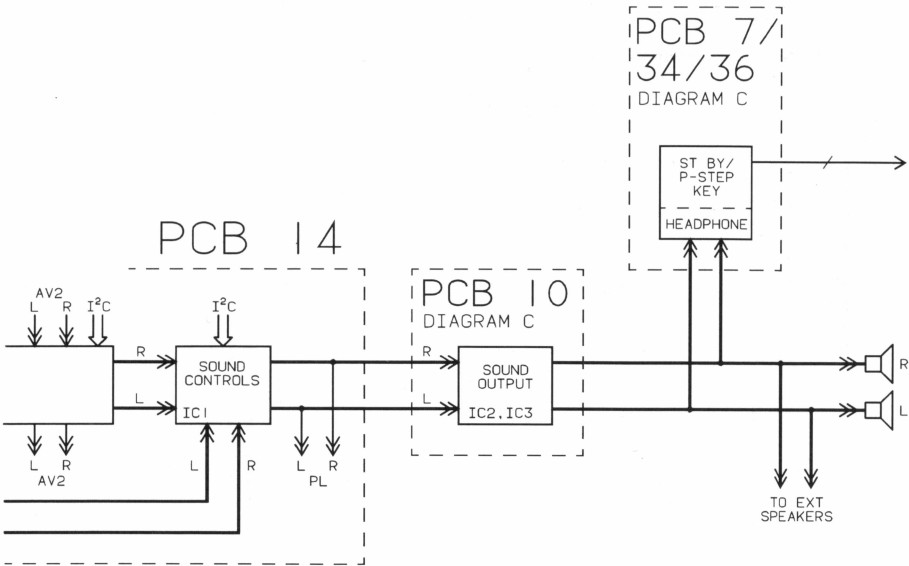 PCB 7/
34/36
DIAGRAM C
ST BY/
P-STEP
KEY
HEADPHONE
PCB 14
AV2
L R I²C
I²C
PCB 10
DIAGRAM C
R
L
SOUND
CONTROLS
IC1
R
L
SOUND
OUTPUT
IC2, IC3
R
L
L R
AV2
L R
L R
PL
TO EXT
SPEAKERS